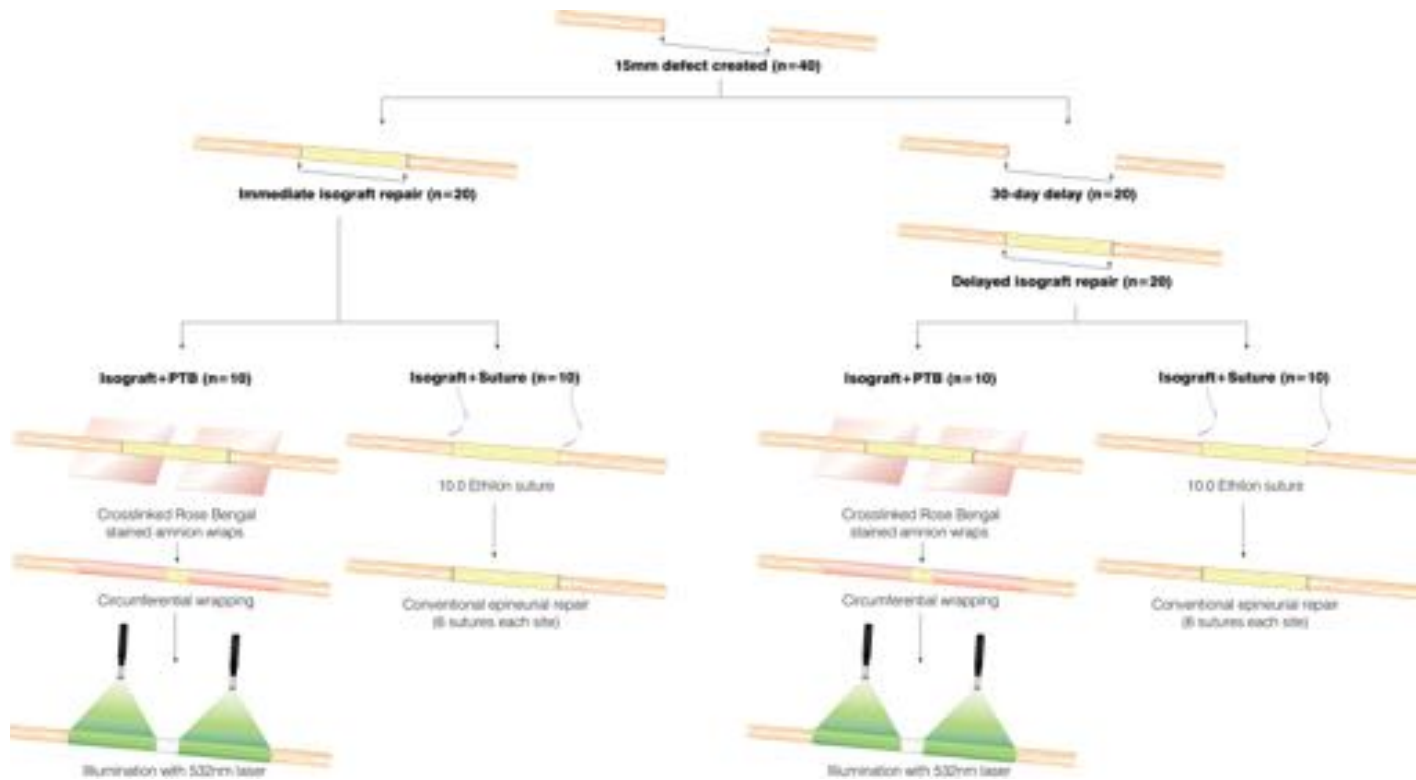 15mm defect created (n=40)
Immediate isograft repair (n=20)
30-day delay (n=20)
Delayed isograft repair (n=20)
Isograft+PTB (n=10)
Isograft+Suture (n=10)
Isograft+PTB (n=10)
Isograft+Suture (n=10)
10.0 Ethilon suture
10.0 Ethilon suture
Crosslinked Rose Bengal
stained amnion wraps
Crosslinked Rose Bengal
stained amnion wraps
Circumferential wrapping
Conventional epineurial repair
(6 sutures each site)
Circumferential wrapping
Conventional epineurial repair
(6 sutures each site)
Illumination with 532nm laser
Illumination with 532nm laser